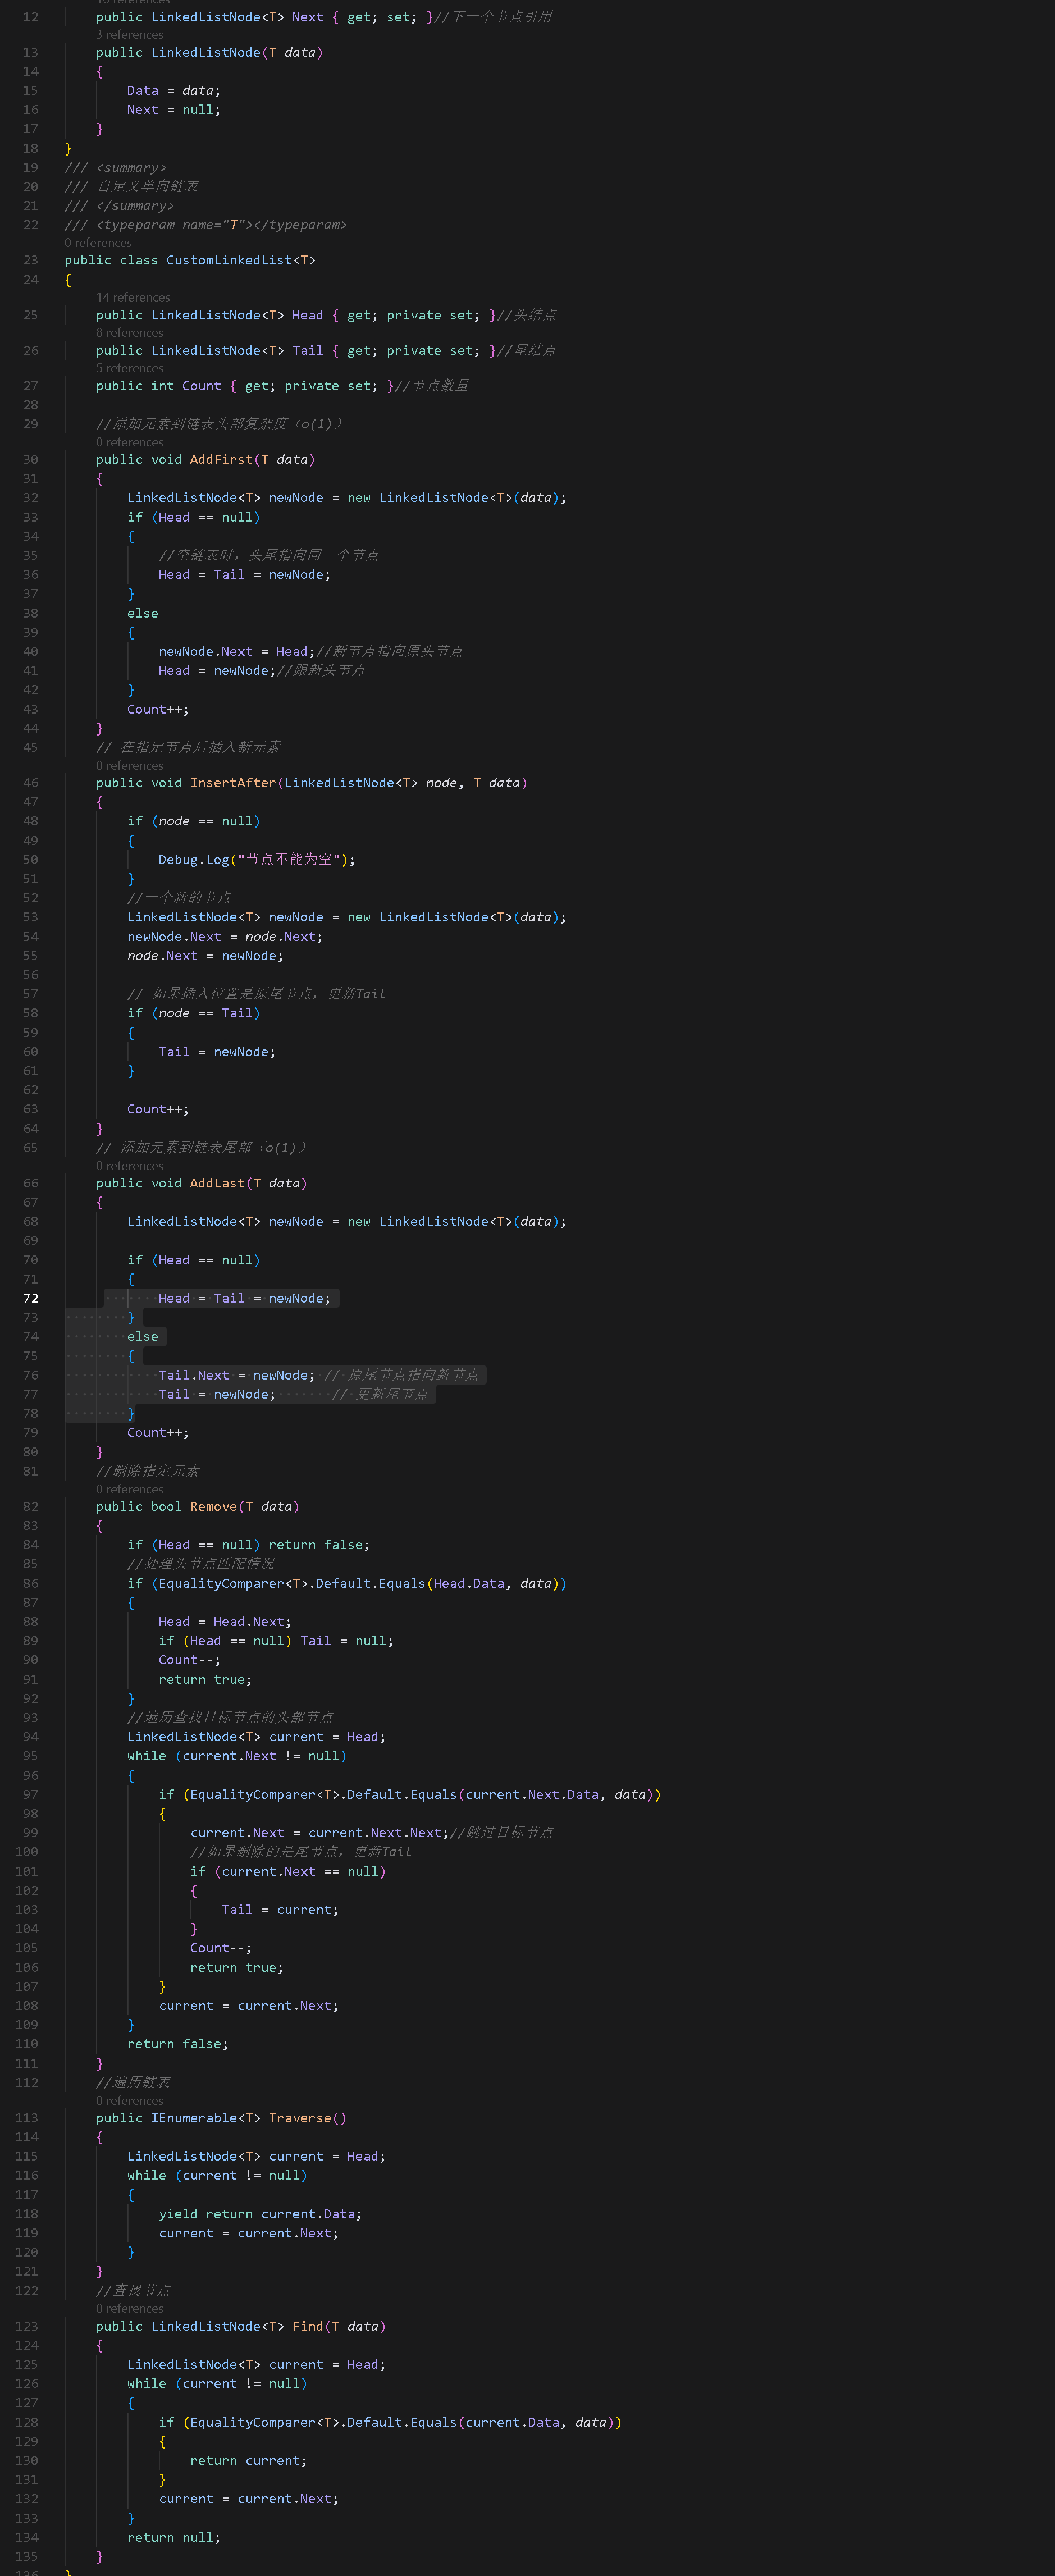 12 public LinkedListNode<T> Next { get; set; }//下一个节点引用
3 references
13 public LinkedListNode(T data)
14 {
15 Data = data;
16 Next = null;
17 }
18 }
19 /// <summary>
20 /// 自定义单向链表
21 /// </summary>
22 /// <typeparam name="T"></typeparam>
0 references
23 public class CustomLinkedList<T>
24 {
14 references
25 public LinkedListNode<T> Head { get; private set; }//头结点
8 references
26 public LinkedListNode<T> Tail { get; private set; }//尾结点
5 references
27 public int Count { get; private set; }//节点数量
28
29 //添加元素到链表头部复杂度（o(1)）
0 references
30 public void AddFirst(T data)
31 {
32 LinkedListNode<T> newNode = new LinkedListNode<T>(data);
33 if (Head == null)
34 {
35 //空链表时，头尾指向同一个节点
36 Head = Tail = newNode;
37 }
38 else
39 {
40 newNode.Next = Head;//新节点指向原头节点
41 Head = newNode;//跟新头节点
42 }
43 Count++;
44 }
45 // 在指定节点后插入新元素
0 references
46 public void InsertAfter(LinkedListNode<T> node, T data)
47 {
48 if (node == null)
49 {
50 Debug.Log("节点不能为空");
51 }
52 //一个新的节点
53 LinkedListNode<T> newNode = new LinkedListNode<T>(data);
54 newNode.Next = node.Next;
55 node.Next = newNode;
56
57 // 如果插入位置是原尾节点，更新Tail
58 if (node == Tail)
59 {
60 Tail = newNode;
61 }
62
63 Count++;
64 }
65 // 添加元素到链表尾部（o(1)）
0 references
66 public void AddLast(T data)
67 {
68 LinkedListNode<T> newNode = new LinkedListNode<T>(data);
69
70 if (Head == null)
71 {
72 Head = Tail = newNode;
73 }
74 else
75 {
76 Tail.Next = newNode; // 原尾节点指向新节点
77 Tail = newNode; // 更新尾节点
78 }
79 Count++;
80 }
81 //删除指定元素
0 references
82 public bool Remove(T data)
83 {
84 if (Head == null) return false;
85 //处理头节点匹配情况
86 if (EqualityComparer<T>.Default.Equals(Head.Data, data))
87 {
88 Head = Head.Next;
89 if (Head == null) Tail = null;
90 Count--;
91 return true;
92 }
93 //遍历查找目标节点的头部节点
94 LinkedListNode<T> current = Head;
95 while (current.Next != null)
96 {
97 if (EqualityComparer<T>.Default.Equals(current.Next.Data, data))
98 {
99 current.Next = current.Next.Next;//跳过目标节点
100 //如果删除的是尾节点，更新Tail
101 if (current.Next == null)
102 {
103 Tail = current;
104 }
105 Count--;
106 return true;
107 }
108 current = current.Next;
109 }
110 return false;
111 }
112 //遍历链表
0 references
113 public IEnumerable<T> Traverse()
114 {
115 LinkedListNode<T> current = Head;
116 while (current != null)
117 {
118 yield return current.Data;
119 current = current.Next;
120 }
121 }
122 //查找节点
0 references
123 public LinkedListNode<T> Find(T data)
124 {
125 LinkedListNode<T> current = Head;
126 while (current != null)
127 {
128 if (EqualityComparer<T>.Default.Equals(current.Data, data))
129 {
130 return current;
131 }
132 current = current.Next;
133 }
134 return null;
135 }
136 }